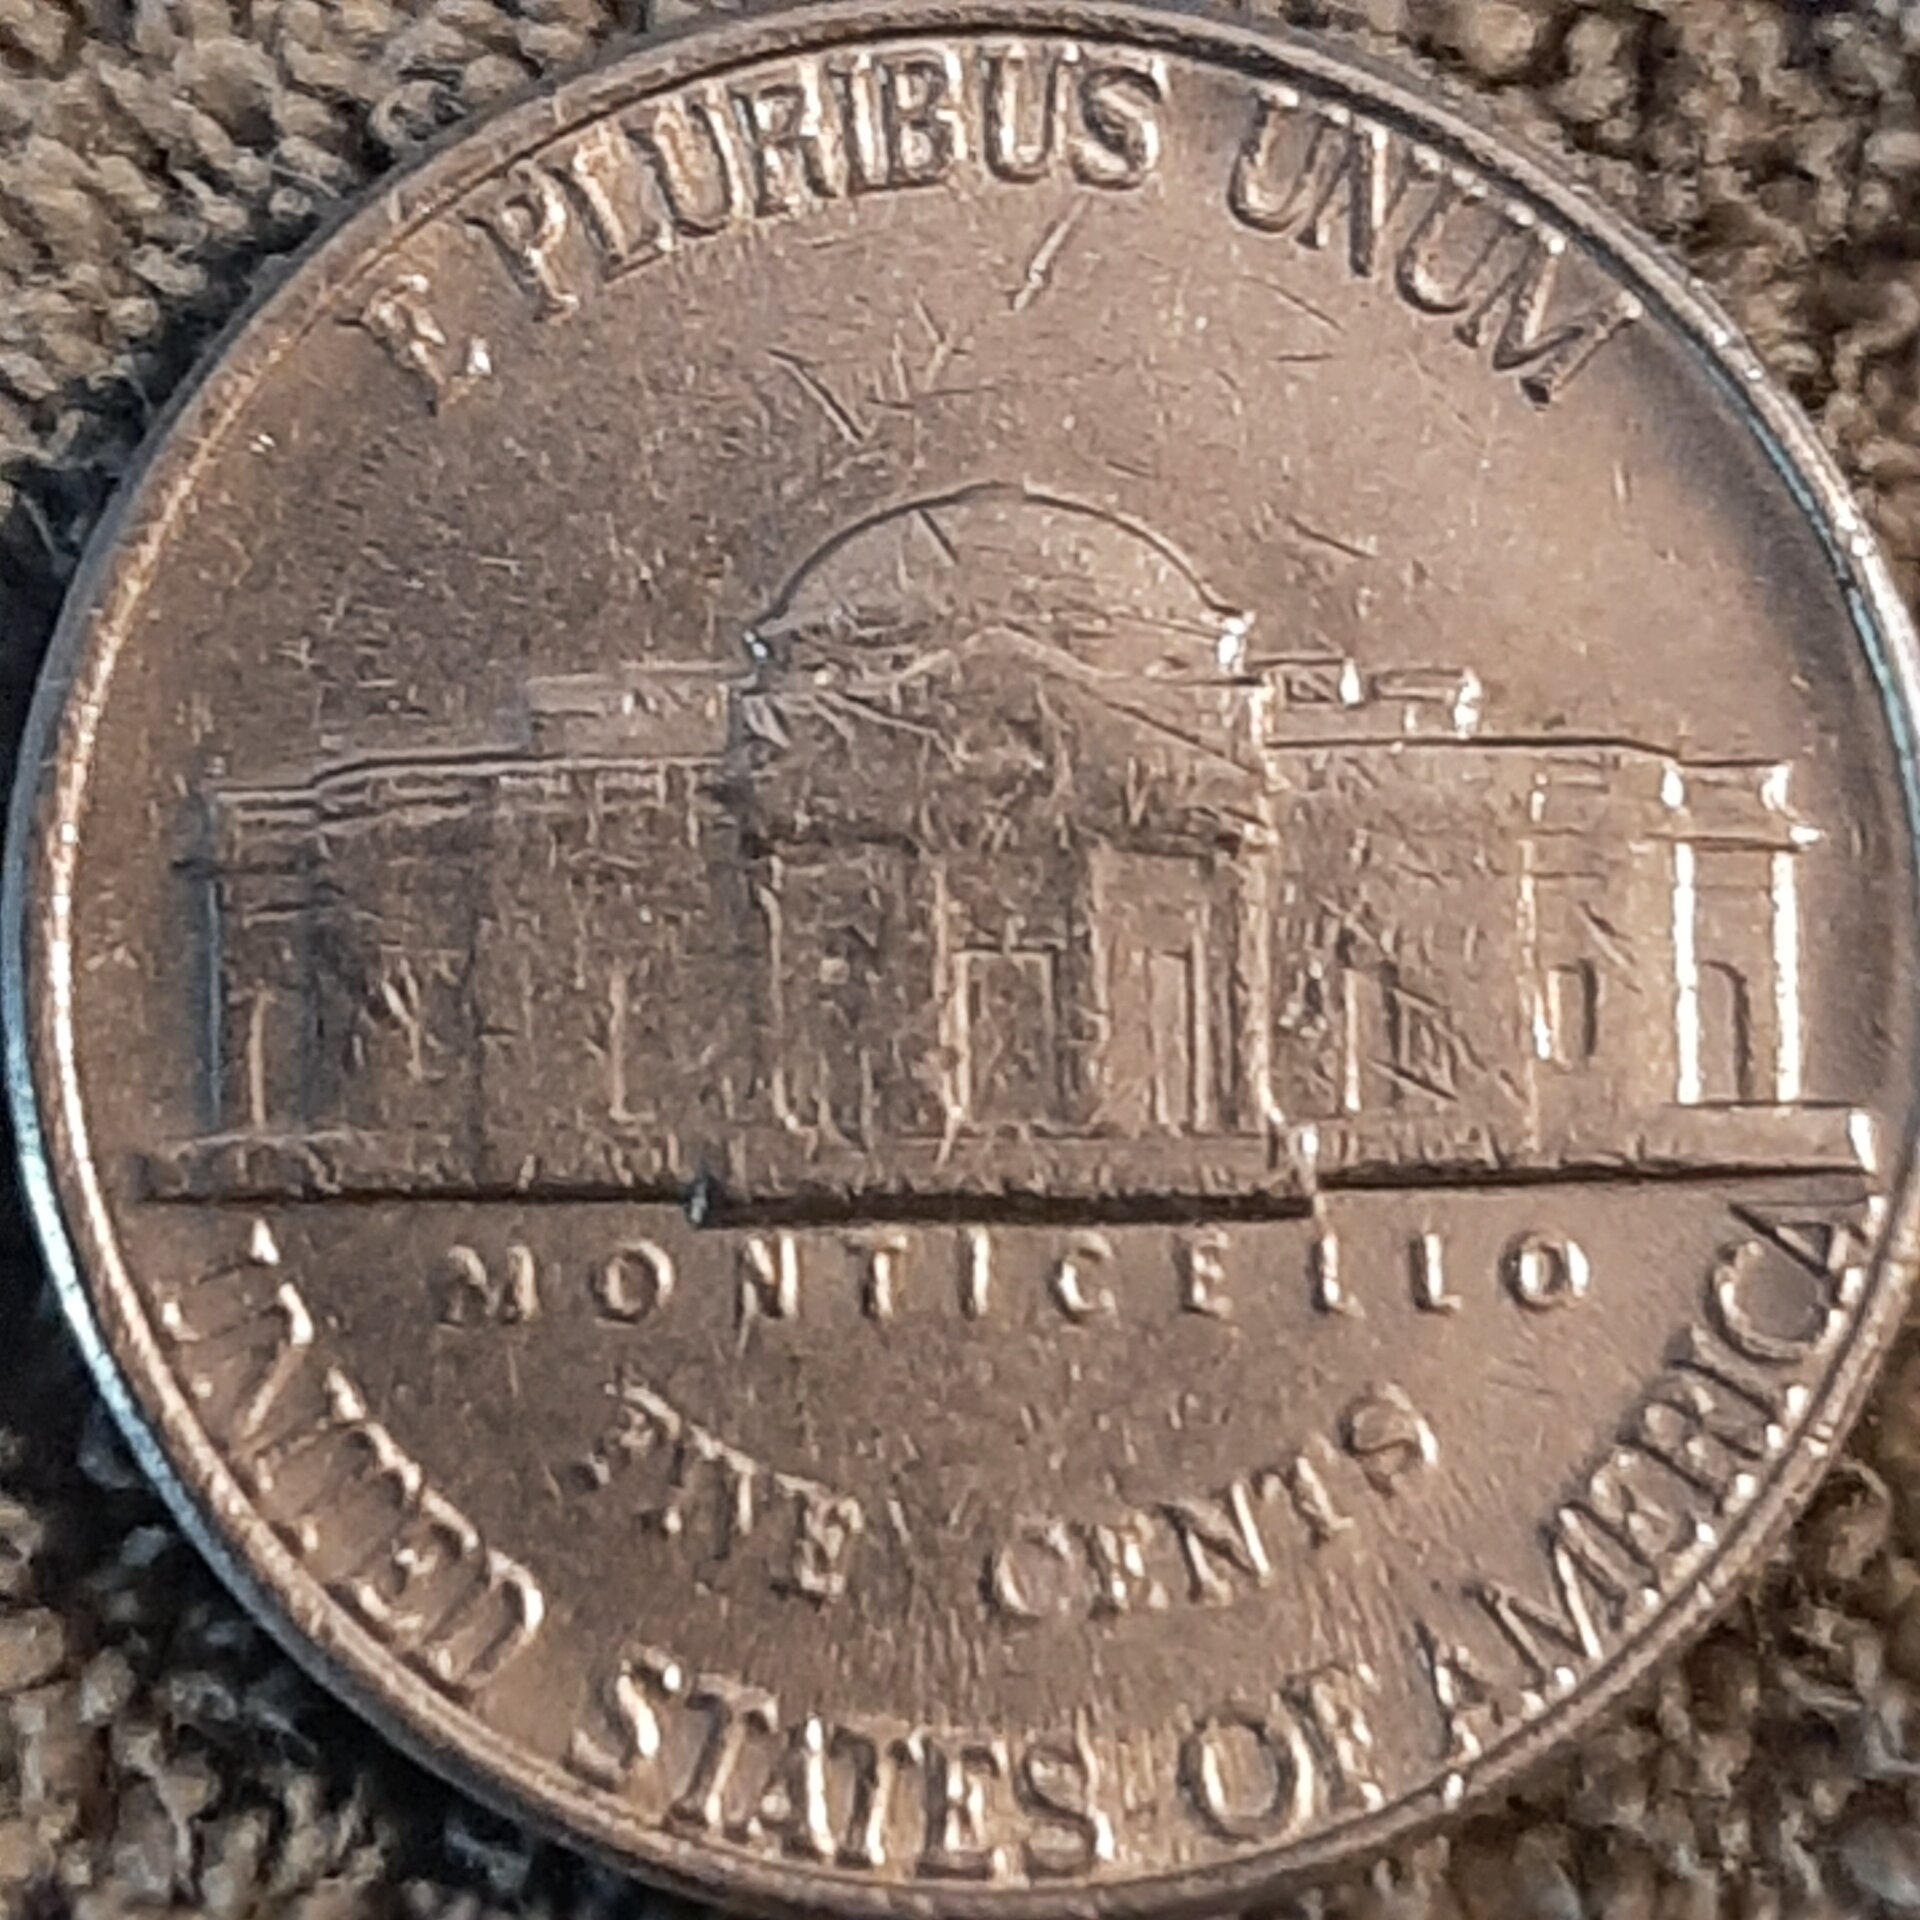 E PLURIBUS UNUM
MONTICELLO
FIVE CENTS
UNITED STATES OF AMERICA